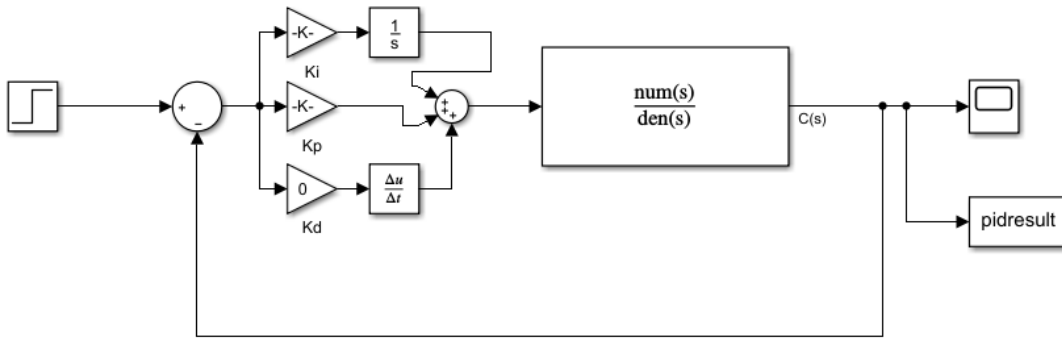 -K-
1
s
Ki
+
−
-K-
Kp
+
+
+
num(s)
den(s)
C(s)
0
Kd
Δu
Δt
pidresult